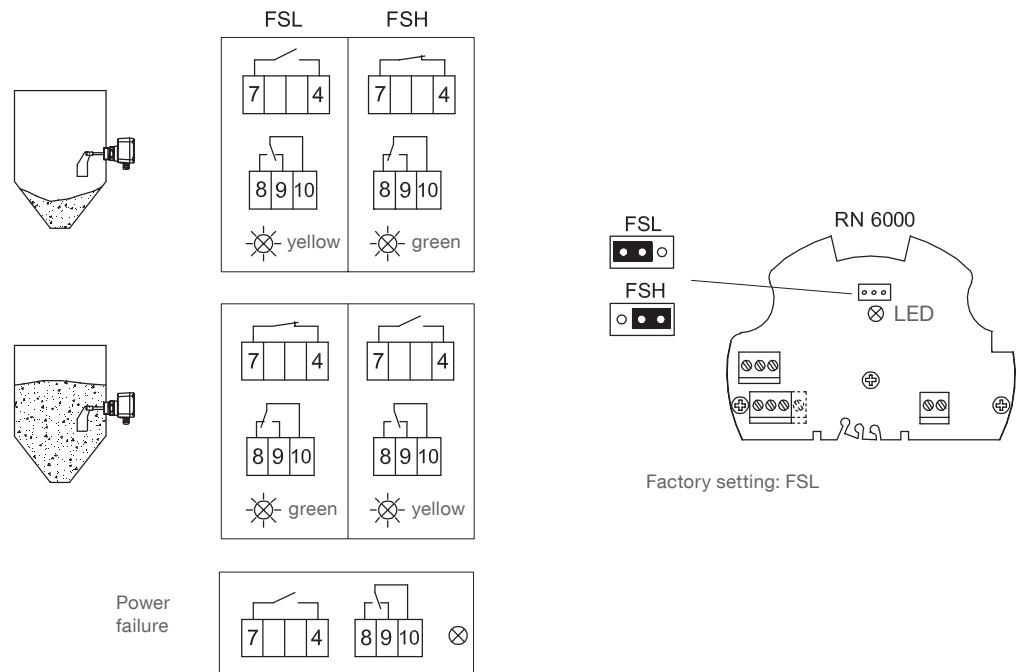 FSL FSH
7 4
7 4
8 9 10
8 9 10
yellow
green
7 4
7 4
8 9 10
8 9 10
green
yellow
Power
failure
7 4
8 9 10
FSL
FSH
RN 6000
LED
Factory setting: FSL